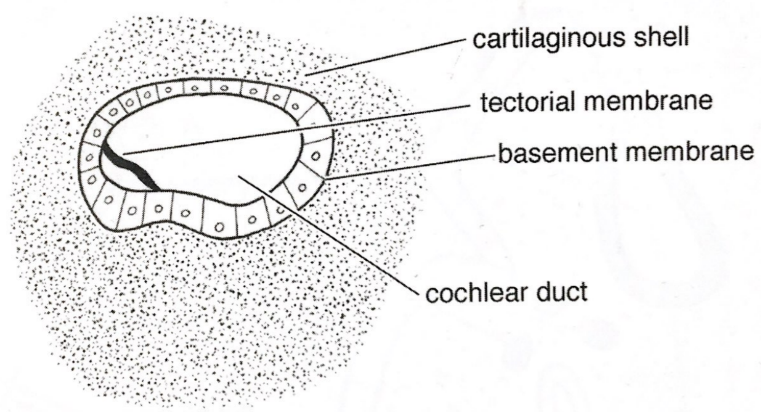 cartilaginous shell
tectorial membrane
basement membrane
cochlear duct